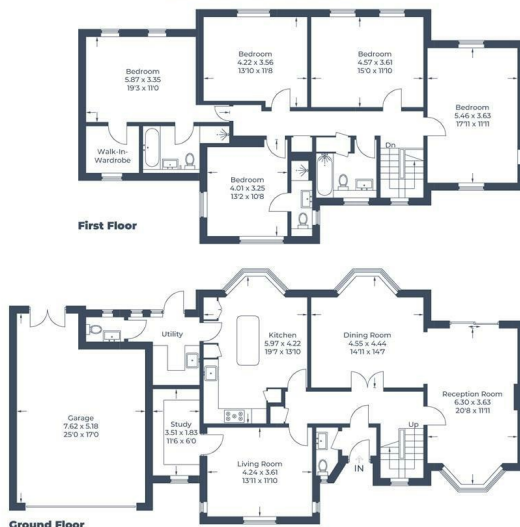 Bedroom
5.87 x 3.35
19'3 x 11'0
Bedroom
4.22 x 3.56
13'10 x 11'8
Bedroom
4.57 x 3.61
15'0 x 11'10
Bedroom
5.46 x 3.63
17'11 x 11'11
Walk-In-
Wardrobe
Bedroom
4.01 x 3.25
13'2 x 10'8
Dn
First Floor
Utility
Kitchen
5.97 x 4.22
19'7 x 13'10
Dining Room
4.55 x 4.44
14'11 x 14'7
Reception Room
6.30 x 3.63
20'8 x 11'11
Garage
7.62 x 5.18
25'0 x 17'0
Study
3.51 x 1.83
11'6 x 6'0
Living Room
4.24 x 3.61
13'11 x 11'10
Up
IN
Ground Floor